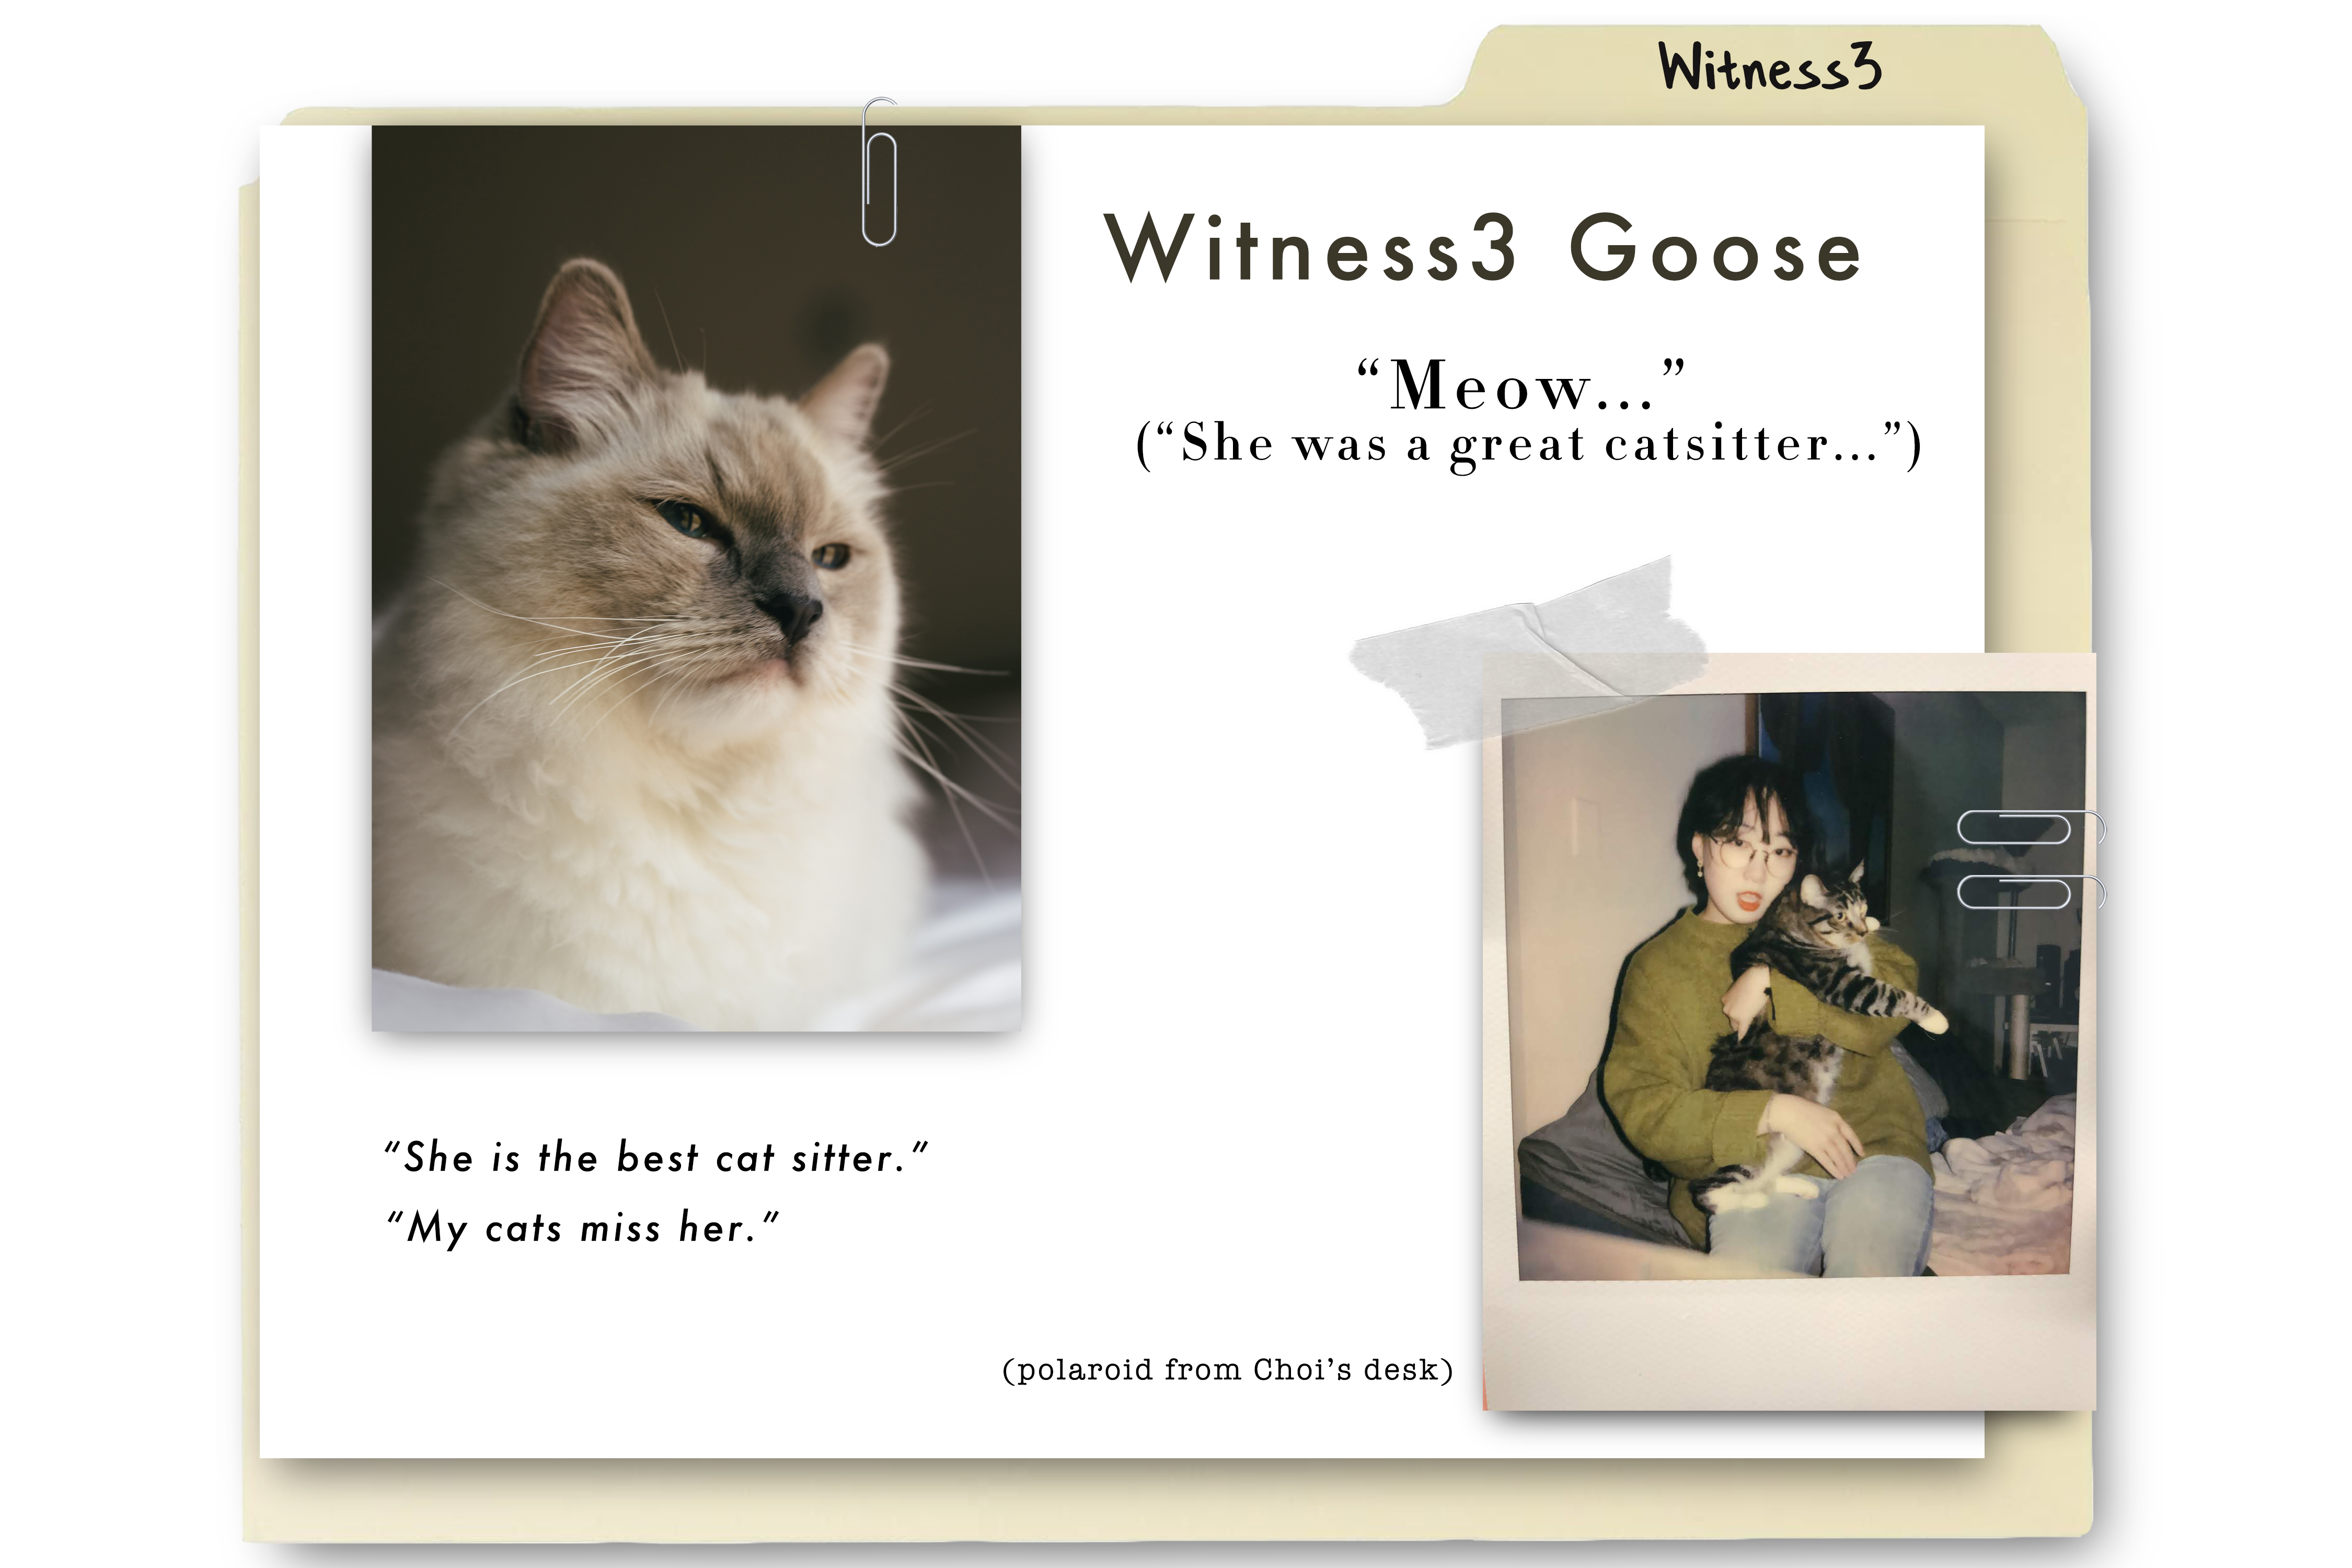 Witness3
Witness3 Goose
“Meow...”
(“She was a great catsitter...”)
“She is the best cat sitter.”
“My cats miss her.”
(polaroid from Choi’s desk)